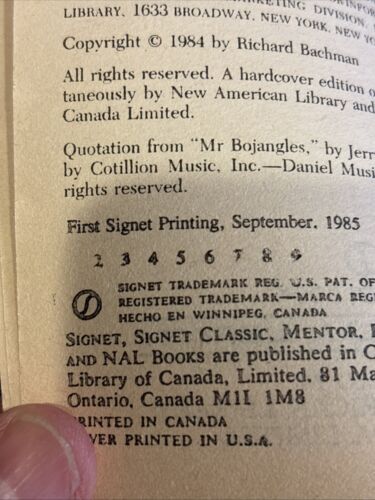 MARKETING DIVISION,
LIBRARY, 1633 BROADWAY, NEW YORK, NEW YO
Copyright © 1984 by Richard Bachman
All rights reserved. A hardcover edition o
taneously by New American Library and
Canada Limited.
Quotation from "Mr Bojangles," by Jerr
by Cotillion Music, Inc.—Daniel Musi
rights reserved.
First Signet Printing, September, 1985
2 3 4 5 6 7 8 9
SIGNET TRADEMARK REG. U.S. PAT. OF
REGISTERED TRADEMARK—MARCA REG
HECHO EN WINNIPEG, CANADA
SIGNET, SIGNET CLASSIC, MENTOR, P
AND NAL BOOKS are published in C
Library of Canada, Limited, 81 Ma
Ontario, Canada M1I 1M8
PRINTED IN CANADA
PRINTED IN U.S.A.